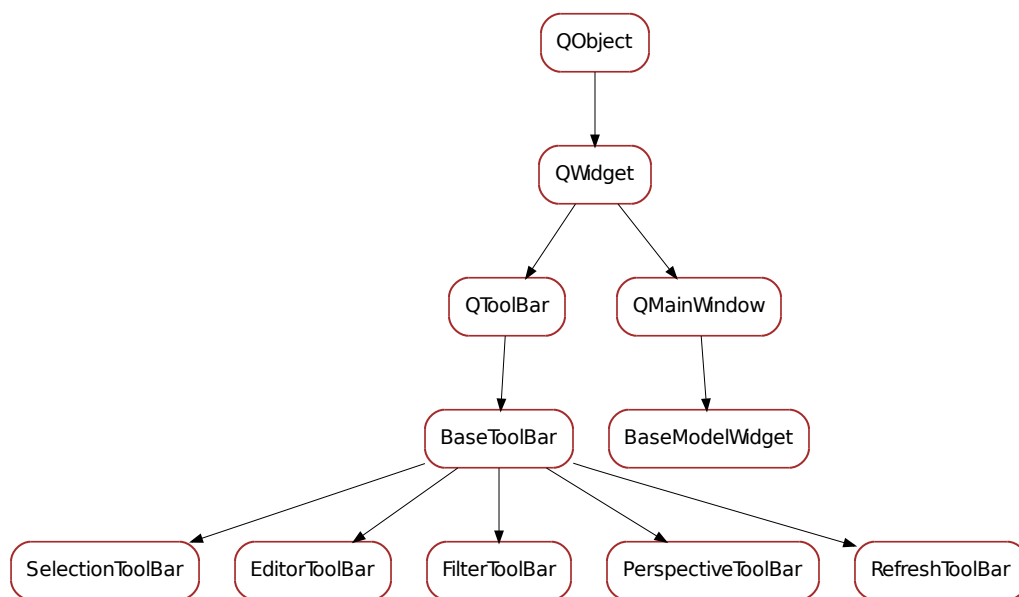 QObject
QWidget
QToolBar
QMainWindow
BaseToolBar
BaseModelWidget
SelectionToolBar
EditorToolBar
FilterToolBar
PerspectiveToolBar
RefreshToolBar